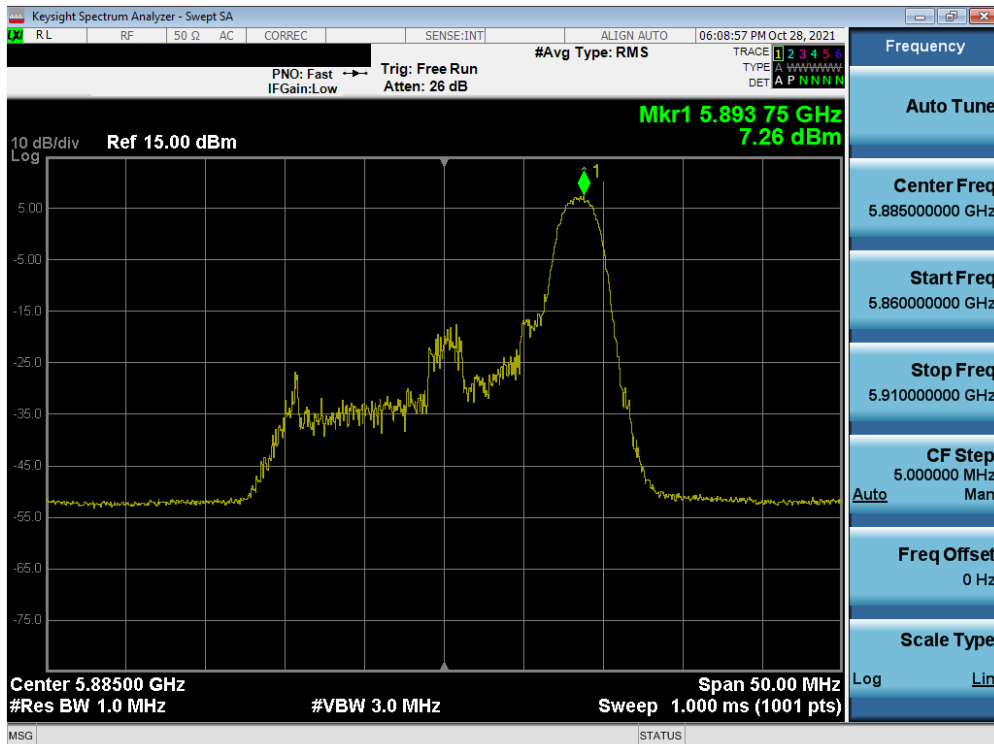 Keysight Spectrum Analyzer - Swept SA
LXI RL RF 50 Ω AC CORREC SENSE:INT ALIGN AUTO 06:08:57 PM Oct 28, 2021
Frequency
PNO: Fast
IFGain:Low
Trig: Free Run
Atten: 26 dB
#Avg Type: RMS
TRACE 1 2 3 4 5 6
TYPE A WWWWW
DET A P N N N N
Auto Tune
Mkr1 5.893 75 GHz
7.26 dBm
10 dB/div
Log
Ref 15.00 dBm
1
5.00
-5.00
-15.0
-25.0
-35.0
-45.0
-55.0
-65.0
-75.0
Center Freq
5.885000000 GHz
Start Freq
5.860000000 GHz
Stop Freq
5.910000000 GHz
CF Step
5.000000 MHz
Auto Man
Freq Offset
0 Hz
Scale Type
Log Lin
Center 5.88500 GHz
Span 50.00 MHz
#Res BW 1.0 MHz
#VBW 3.0 MHz
Sweep 1.000 ms (1001 pts)
MSG
STATUS